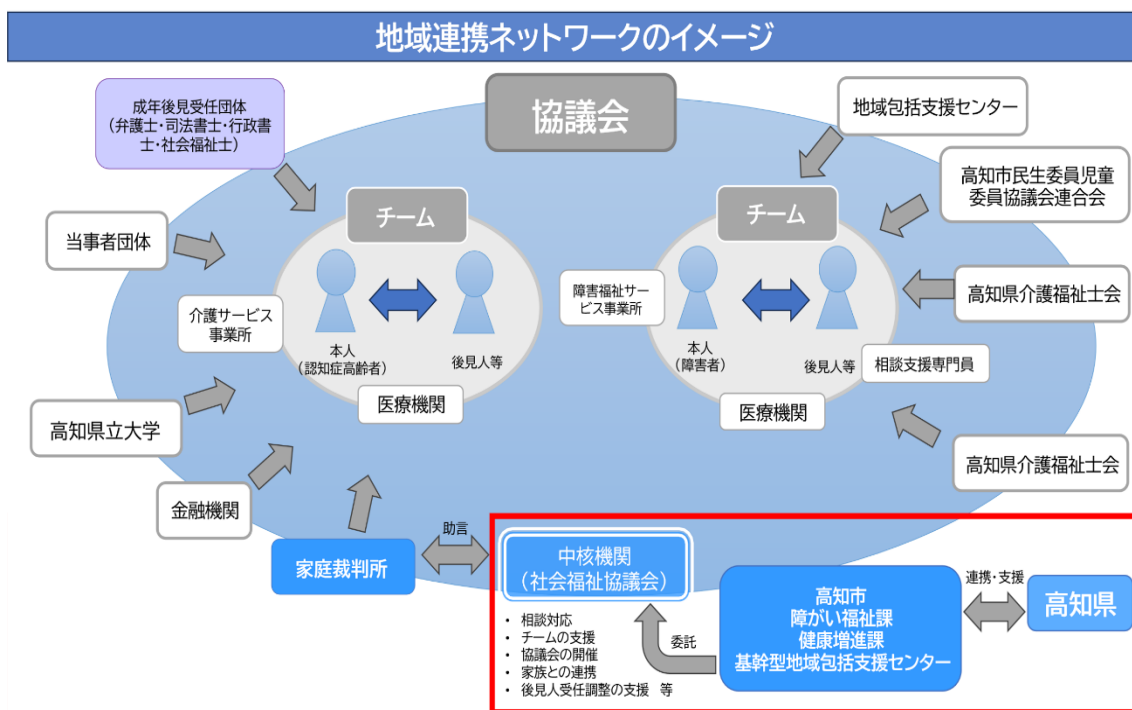 地域連携ネットワークのイメージ
成年後見受任団体
(弁護士・司法書士・行政書
士・社会福祉士)
協議会
地域包括支援センター
高知市民生委員児童
委員協議会連合会
当事者団体
チーム
チーム
介護サービス
事業所
障害福祉サー
ビス事業所
高知県介護福祉士会
本人
(認知症高齢者)
後見人等
本人
(障害者)
後見人等
相談支援専門員
医療機関
医療機関
高知県立大学
高知県介護福祉士会
金融機関
家庭裁判所
助言
中核機関
(社会福祉協議会)
• 相談対応
• チームの支援
• 協議会の開催
• 家族との連携
• 後見人受任調整の支援 等
委託
高知市
障がい福祉課
健康増進課
基幹型地域包括支援センター
連携・支援
高知県